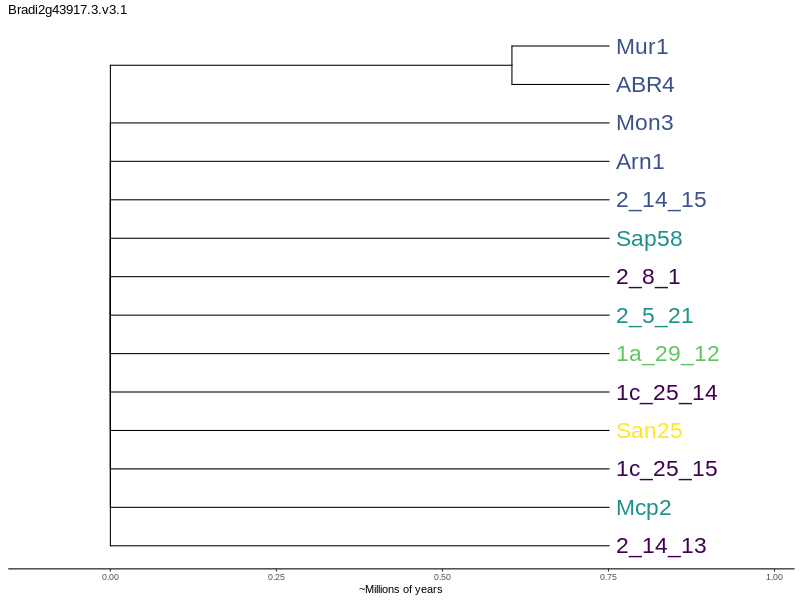 Bradi2g43917.3.v3.1
Mur1
ABR4
Mon3
Arn1
2_14_15
Sap58
2_8_1
2_5_21
1a_29_12
1c_25_14
San25
1c_25_15
Mcp2
2_14_13
0.00 0.25 0.50 0.75 1.00
~Millions of years